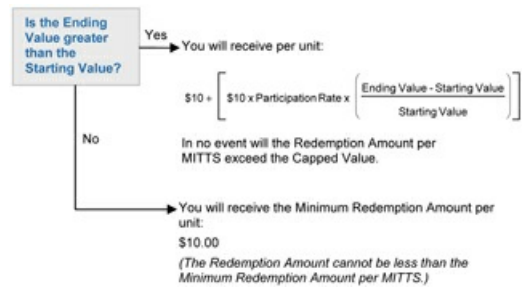 Is the Ending
Value greater
than the
Starting Value?
Yes
You will receive per unit:
$10 + [ $10 x Participation Rate x ( Ending Value - Starting Value
Starting Value ) ]
In no event will the Redemption Amount per
MITTS exceed the Capped Value.
No
You will receive the Minimum Redemption Amount per
unit:
$10.00
(The Redemption Amount cannot be less than the
Minimum Redemption Amount per MITTS.)